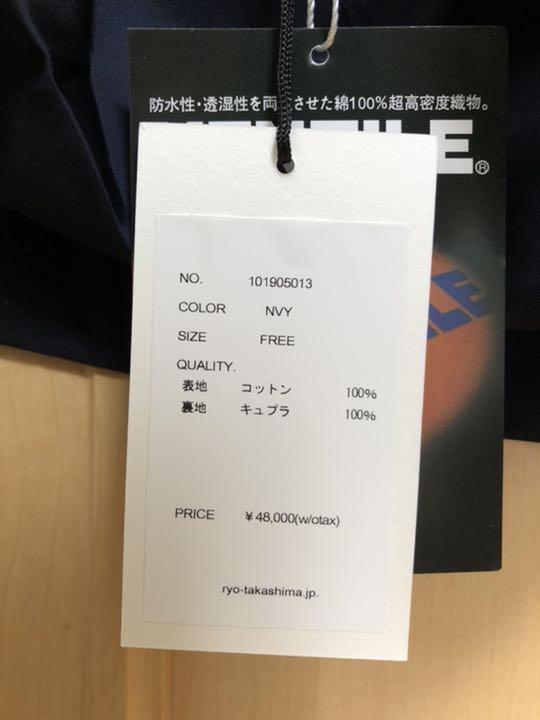 防水性・透湿性を両
させた綿100%超高密度織物。
LE®
NO. 101905013
COLOR NVY
SIZE FREE
QUALITY.
表地 コットン 100%
裏地 キュプラ 100%
PRICE ¥48,000(w/otax)
ryo-takashima.jp.